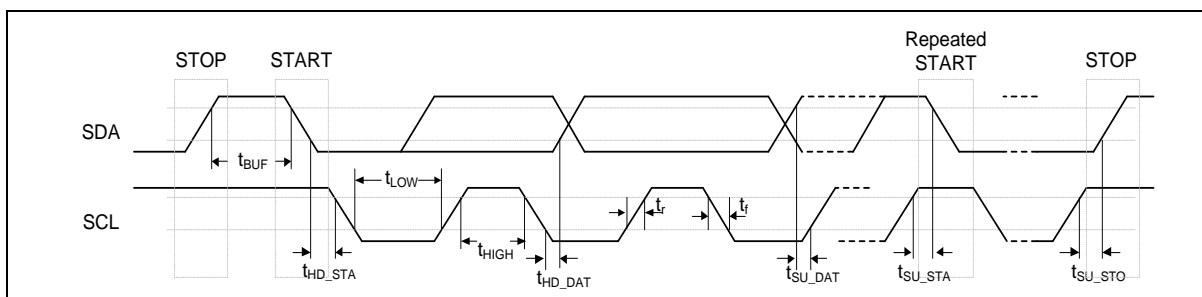 STOP
START
Repeated
START
STOP
SDA
tBUF
tLOW
SCL
tr
tf
tHIGH
tHD_STA
tHD_DAT
tSU_DAT
tSU_STA
tSU_STO